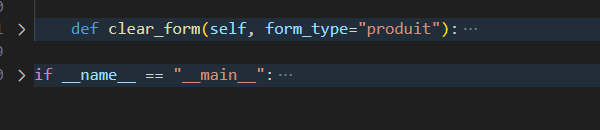 def clear_form(self, form_type="produit"):···
if __name__ == "__main__":···